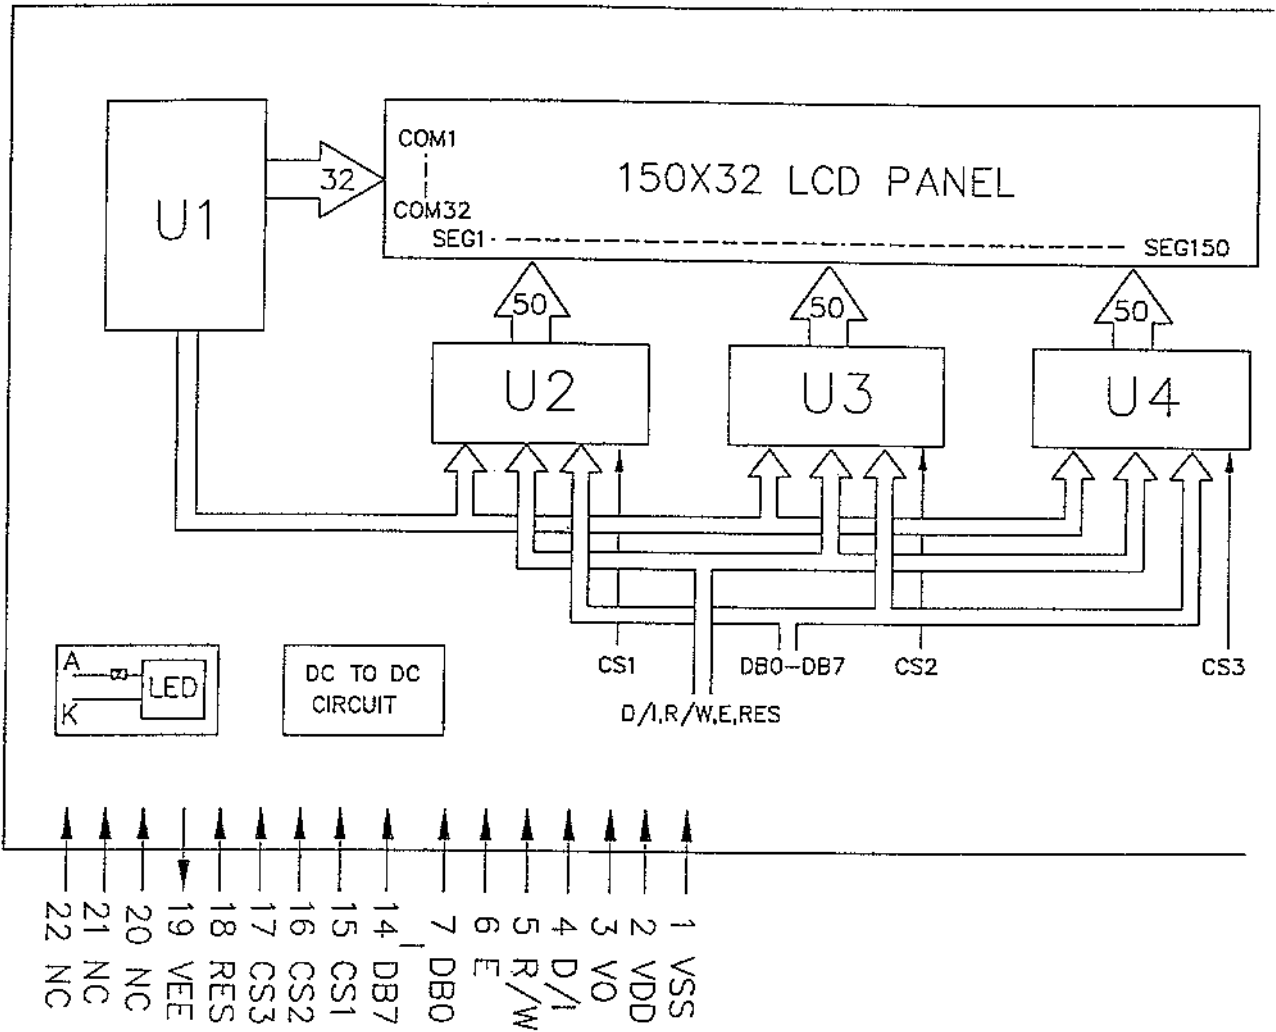 COM1
32
150X32 LCD PANEL
U1
COM32
SEG1
SEG150
50
50
50
U2
U3
U4
A
LED
K
DC TO DC
CIRCUIT
CS1
DB0-DB7
CS2
CS3
D/I,R/W,E,RES
22 NC
21 NC
20 NC
19 VEE
18 RES
17 CS3
16 CS2
15 CS1
14 DB7
7 DB0
6 E
5 R/W
4 D/I
3 VO
2 VDD
1 VSS